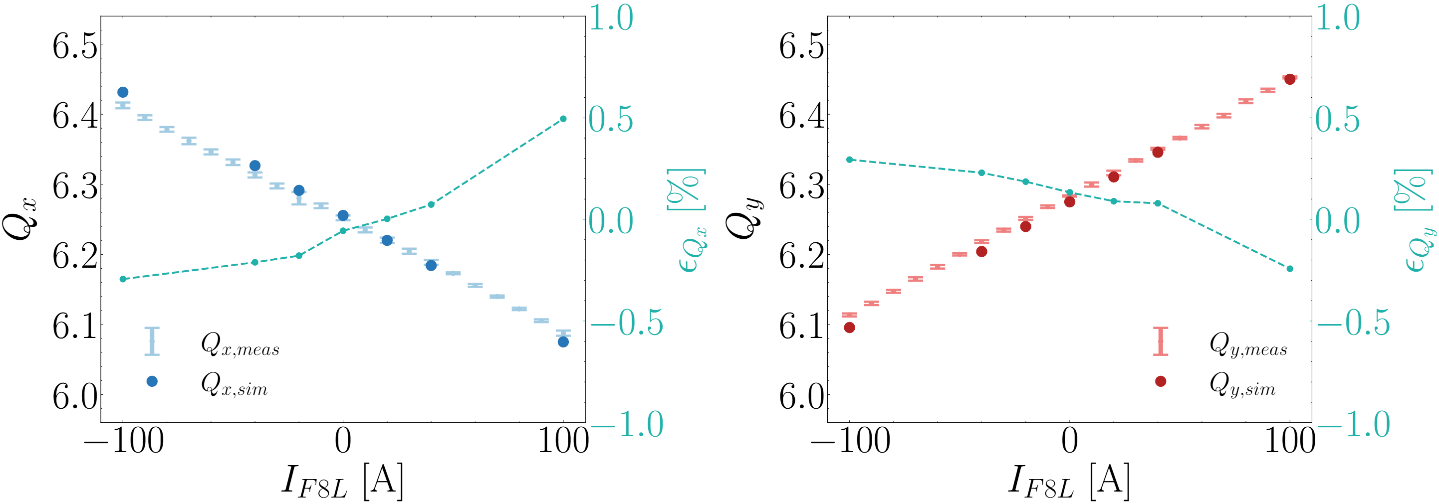 6.5
6.4
6.3
6.2
6.1
6.0
Q_x
1.0
0.5
0.0
−0.5
−1.0
ϵ_{Q_x} [%]
Q_{x,meas}
Q_{x,sim}
−100 0 100
I_{F8L} [A]
6.5
6.4
6.3
6.2
6.1
6.0
Q_y
1.0
0.5
0.0
−0.5
−1.0
ϵ_{Q_y} [%]
Q_{y,meas}
Q_{y,sim}
−100 0 100
I_{F8L} [A]